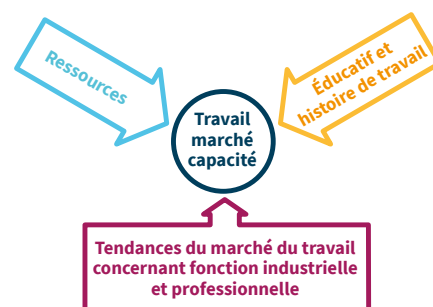 Ressources
Éducatif et
histoire de travail
Travail
marché
capacité
Tendances du marché du travail
concernant fonction industrielle
et professionnelle